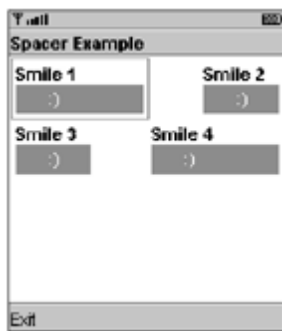 Spacer Example
Smile 1 Smile 2
:) :)
Smile 3 Smile 4
:) :)
Exit